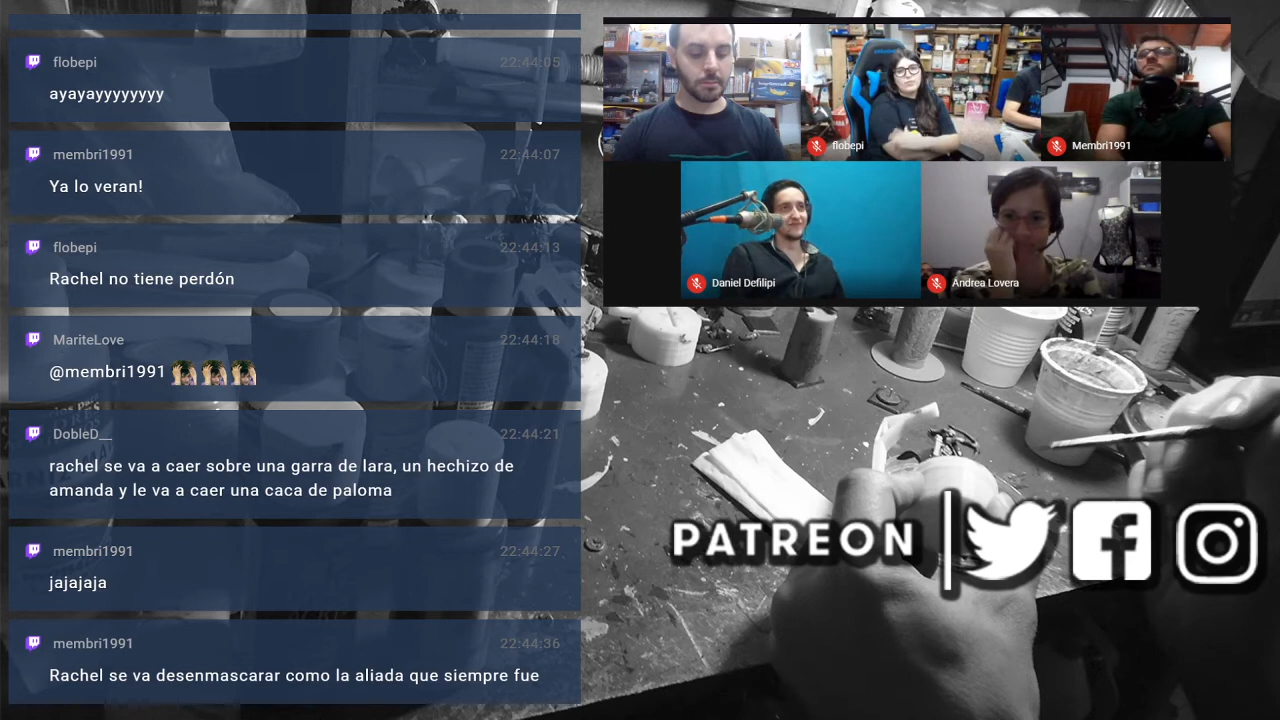 flobepi 22:44:05
ayayayyyyyyyy
membri1991 22:44:07
Ya lo veran!
flobepi 22:44:13
Rachel no tiene perdón
MariteLove 22:44:18
@membri1991
DobleD__ 22:44:21
rachel se va a caer sobre una garra de lara, un hechizo de
amanda y le va a caer una caca de paloma
membri1991 22:44:27
jajajaja
membri1991 22:44:36
Rachel se va desenmascarar como la aliada que siempre fue
flobepi
Membri1991
Daniel Defilipi
Andrea Lovera
PATREON